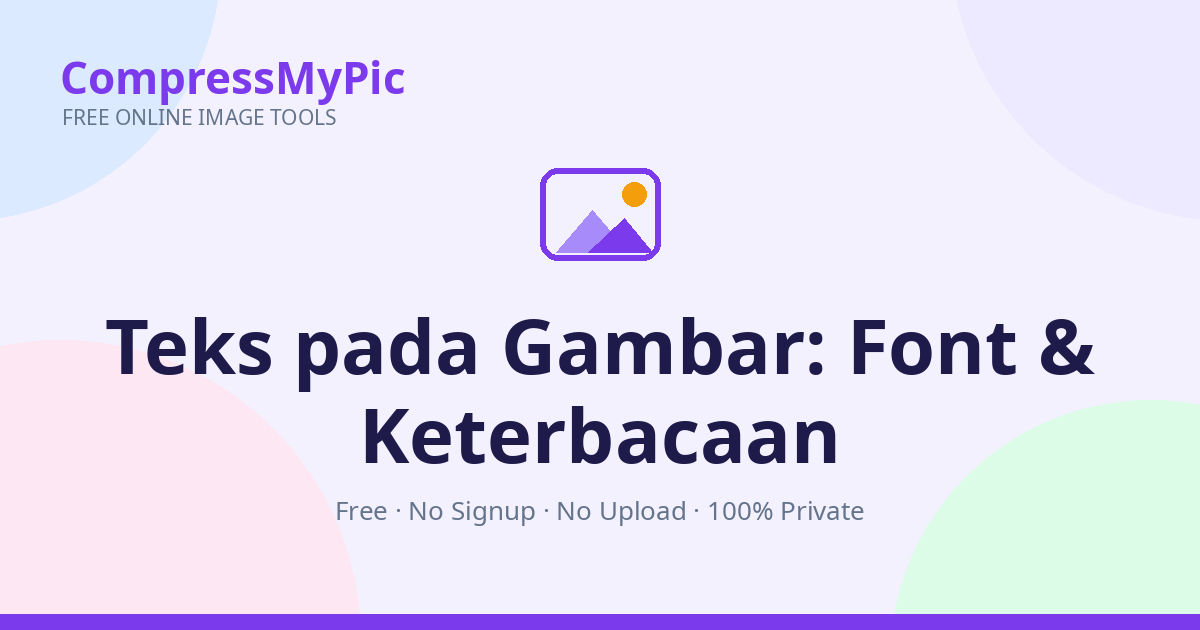 CompressMyPic
FREE ONLINE IMAGE TOOLS
Teks pada Gambar: Font &
Keterbacaan
Free · No Signup · No Upload · 100% Private